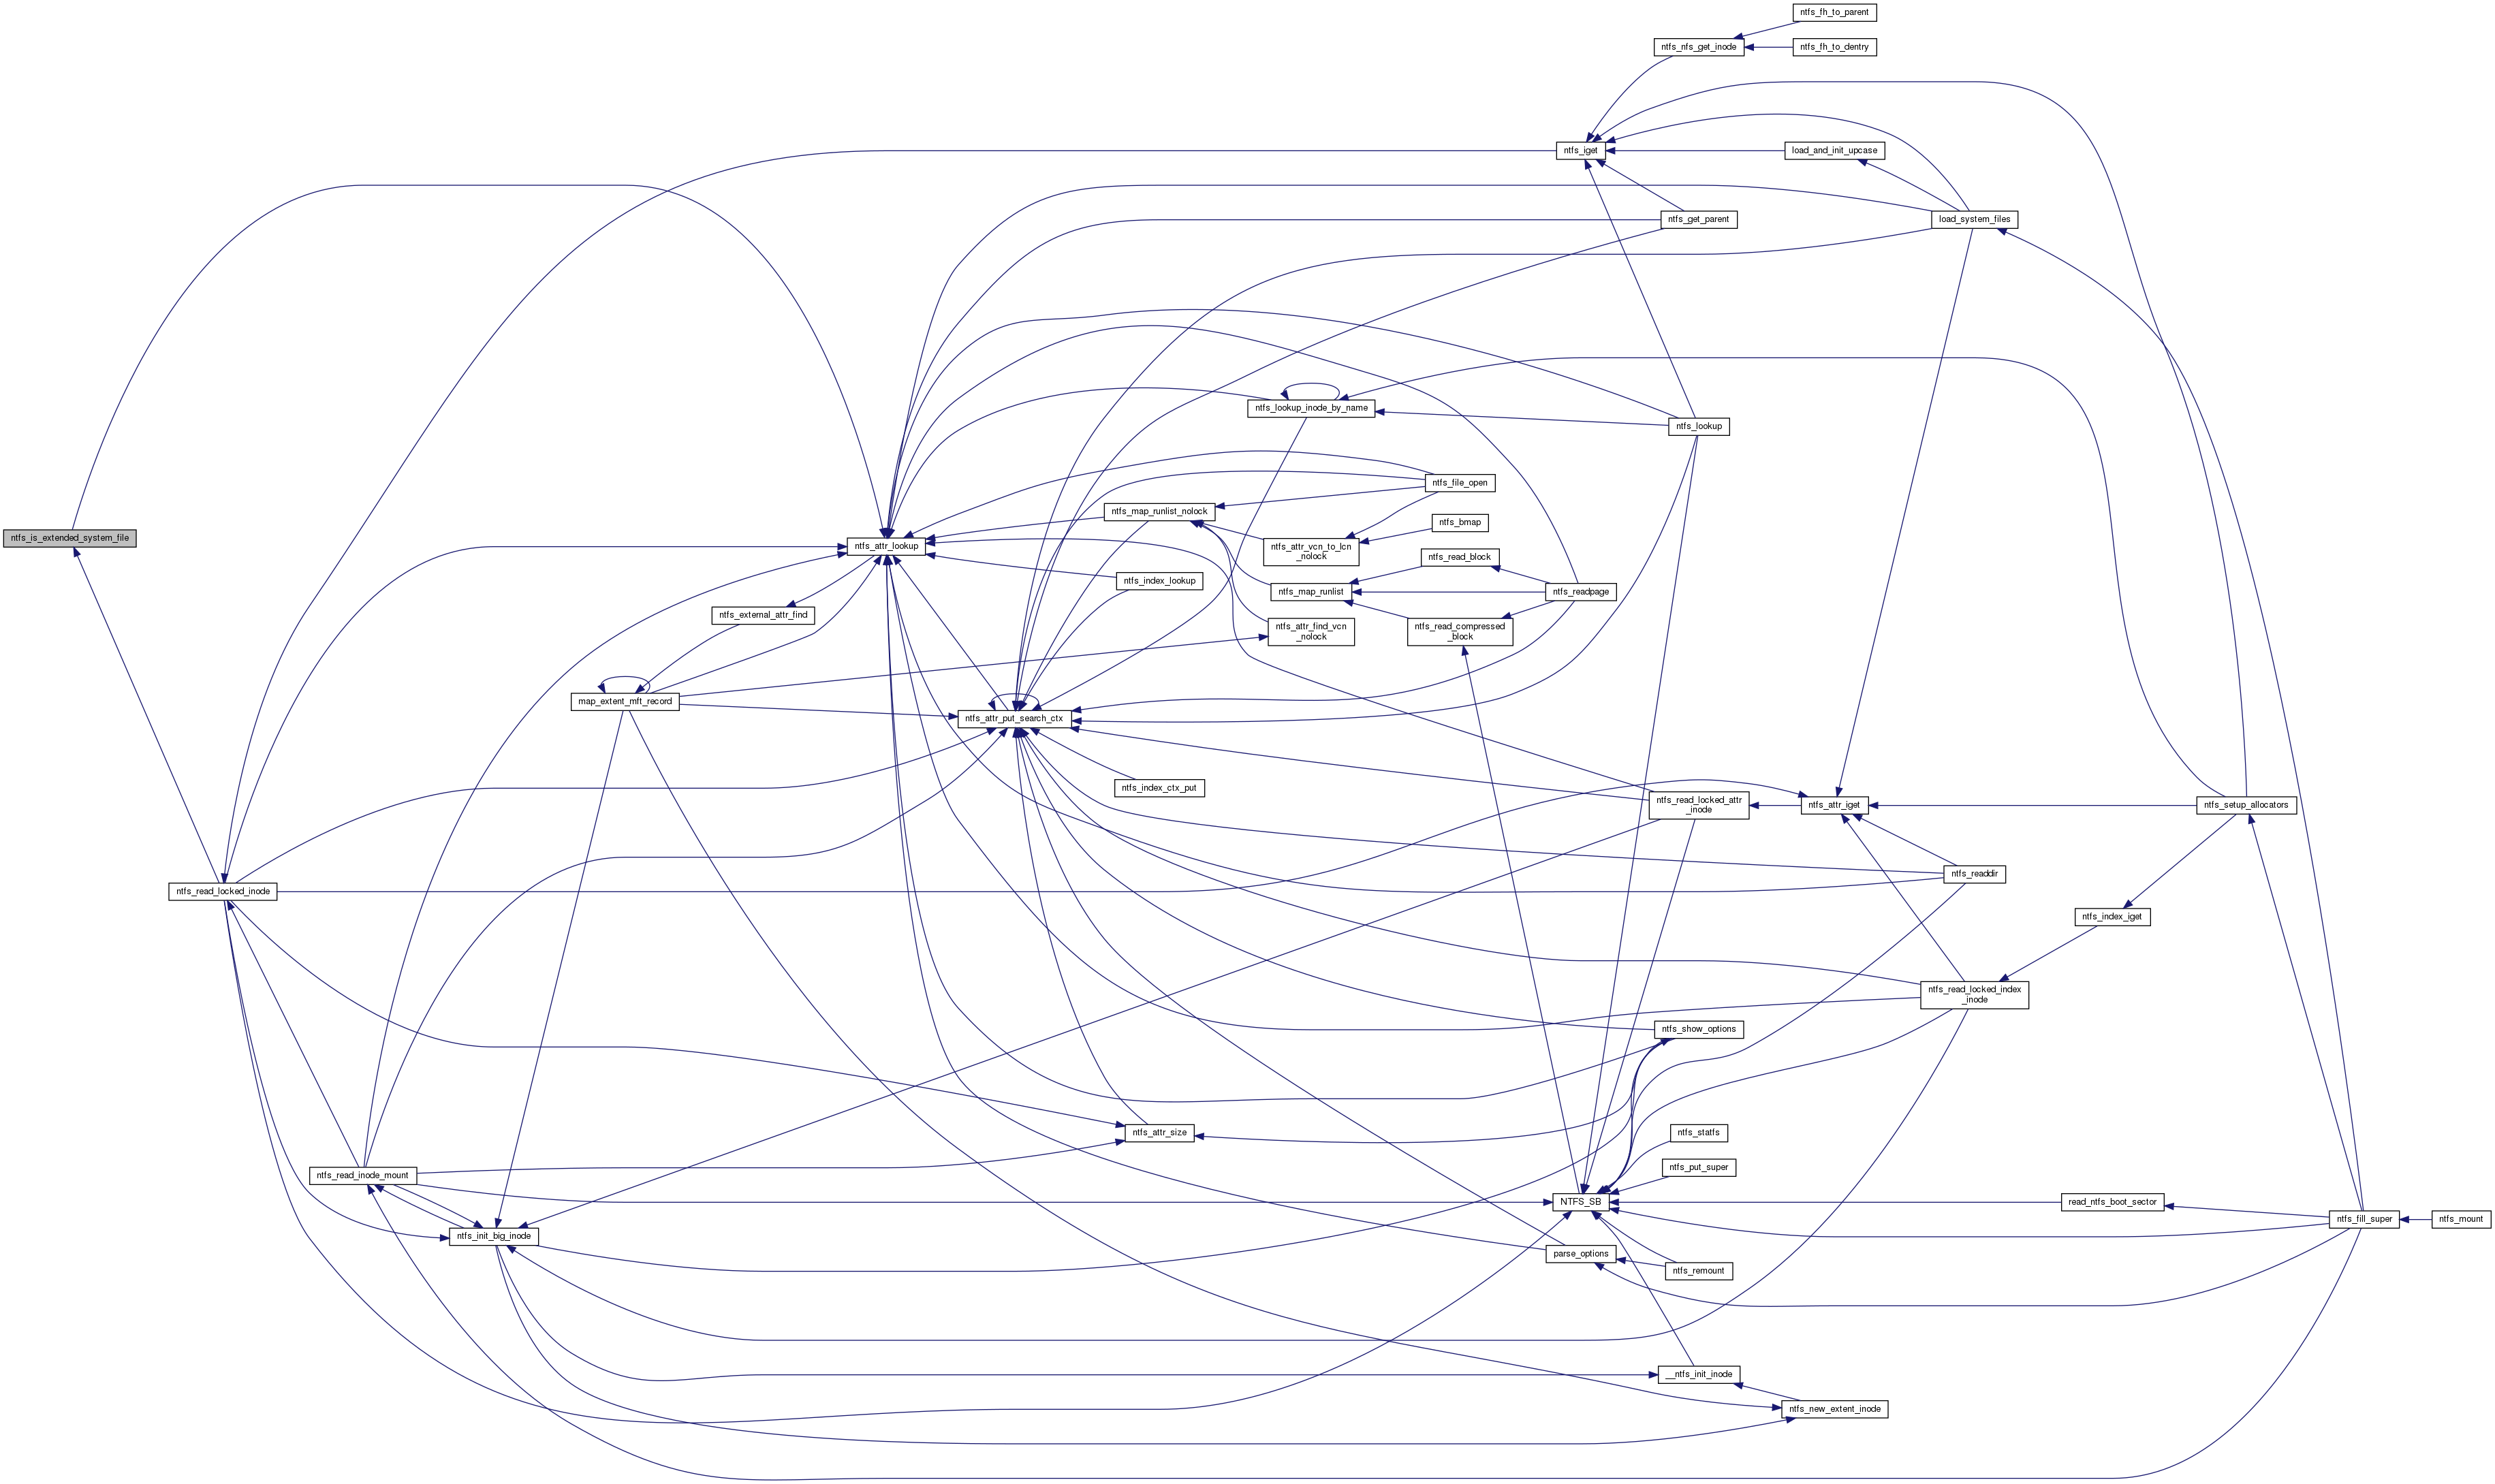 ntfs_fh_to_parent
ntfs_nfs_get_inode
ntfs_fh_to_dentry
ntfs_iget
load_and_init_upcase
ntfs_get_parent
load_system_files
ntfs_lookup_inode_by_name
ntfs_lookup
ntfs_file_open
ntfs_map_runlist_nolock
ntfs_bmap
ntfs_is_extended_system_file
ntfs_attr_lookup
ntfs_attr_vcn_to_lcn
_nolock
ntfs_read_block
ntfs_index_lookup
ntfs_map_runlist
ntfs_readpage
ntfs_external_attr_find
ntfs_attr_find_vcn
_nolock
ntfs_read_compressed
_block
map_extent_mft_record
ntfs_attr_put_search_ctx
ntfs_index_ctx_put
ntfs_read_locked_attr
_inode
ntfs_attr_iget
ntfs_setup_allocators
ntfs_readdir
ntfs_read_locked_inode
ntfs_index_iget
ntfs_read_locked_index
_inode
ntfs_show_options
ntfs_attr_size
ntfs_statfs
ntfs_put_super
ntfs_read_inode_mount
NTFS_SB
read_ntfs_boot_sector
ntfs_fill_super
ntfs_mount
ntfs_init_big_inode
parse_options
ntfs_remount
__ntfs_init_inode
ntfs_new_extent_inode